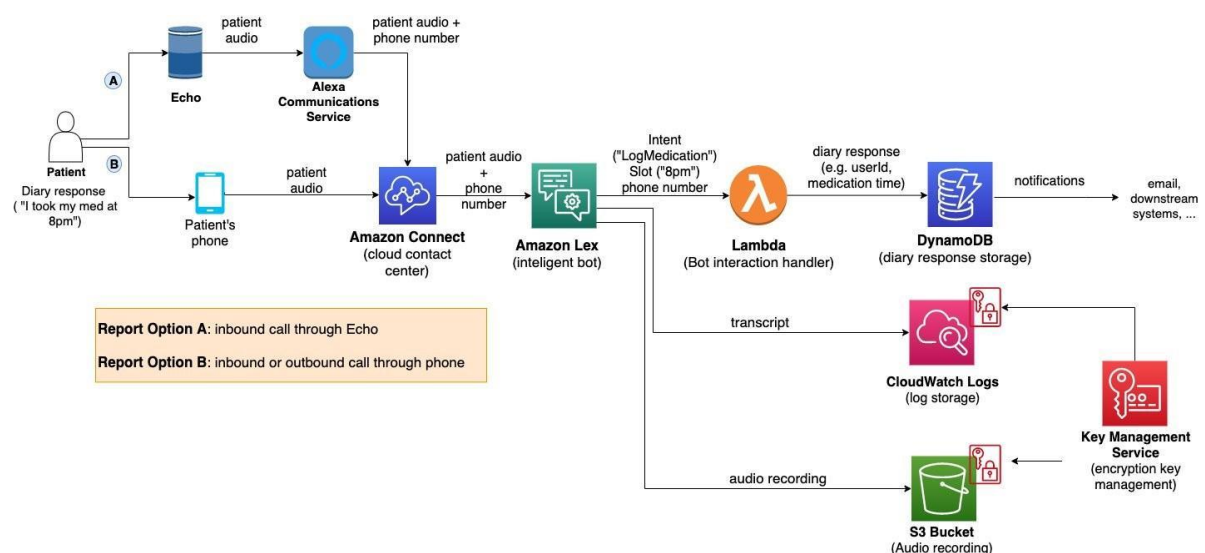 patient
audio
patient audio +
phone number
A
Echo
Alexa
Communications
Service
Patient
Diary response
( "I took my med at
8pm")
B
Patient's
phone
patient
audio
Amazon Connect
(cloud contact
center)
patient audio
+
phone
number
Amazon Lex
(inteligent bot)
Intent
("LogMedication")
Slot ("8pm")
phone number
Lambda
(Bot interaction handler)
diary response
(e.g. userId,
medication time)
DynamoDB
(diary response storage)
notifications
email,
downstream
systems, ...
Report Option A: inbound call through Echo
Report Option B: inbound or outbound call through phone
transcript
CloudWatch Logs
(log storage)
Key Management
Service
(encryption key
management)
audio recording
S3 Bucket
(Audio recording)